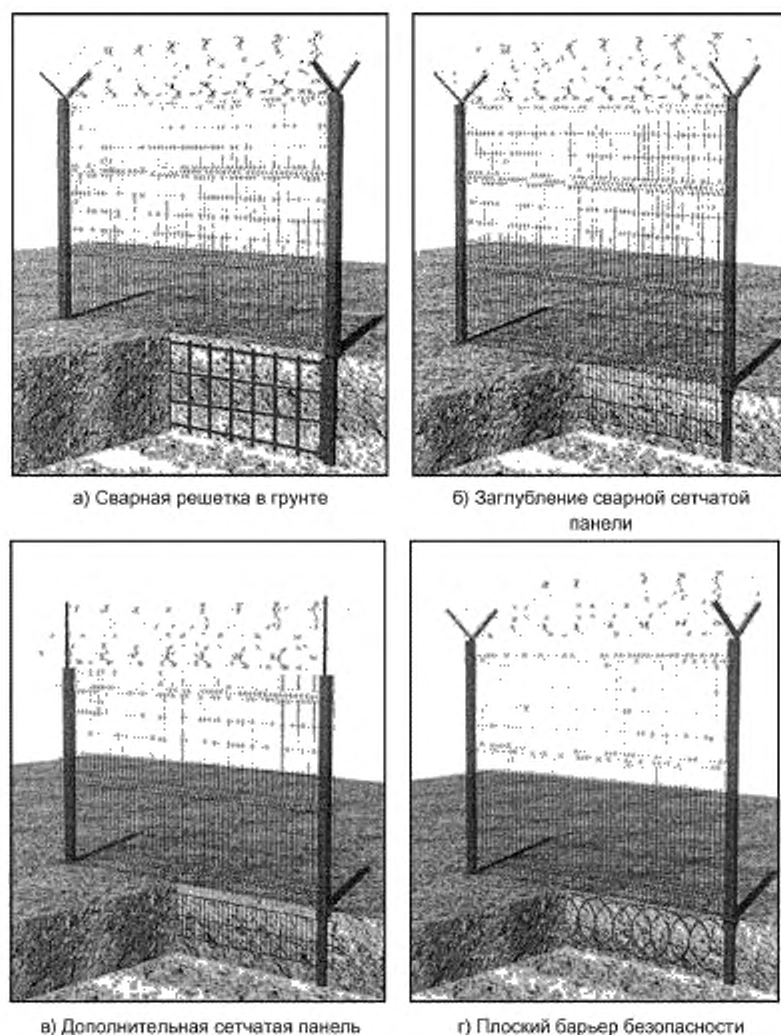 а) Сварная решетка в грунте
б) Заглубление сварной сетчатой
панели
в) Дополнительная сетчатая панель
г) Плоский барьер безопасности